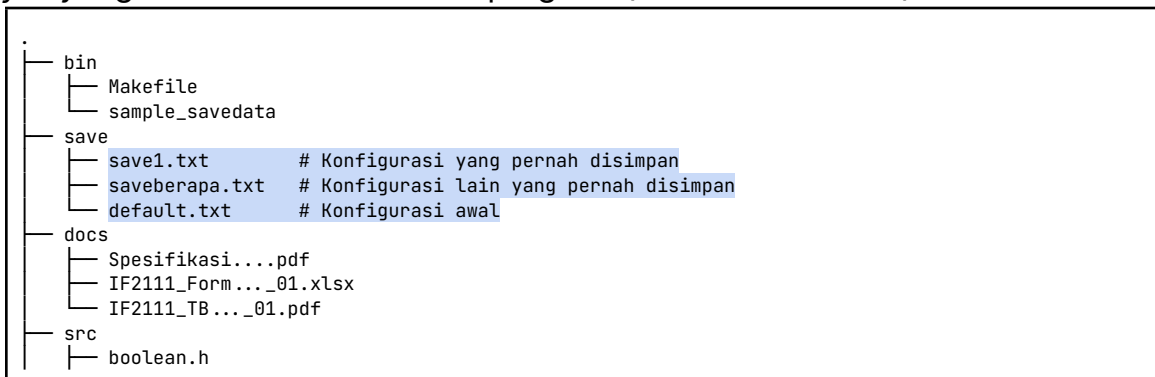 .
├── bin
│   ├── Makefile
│   └── sample_savedata
├── save
│   ├── save1.txt       # Konfigurasi yang pernah disimpan
│   ├── saveberapa.txt  # Konfigurasi lain yang pernah disimpan
│   └── default.txt     # Konfigurasi awal
├── docs
│   ├── Spesifikasi....pdf
│   ├── IF2111_Form..._01.xlsx
│   └── IF2111_TB..._01.pdf
├── src
│   ├── boolean.h